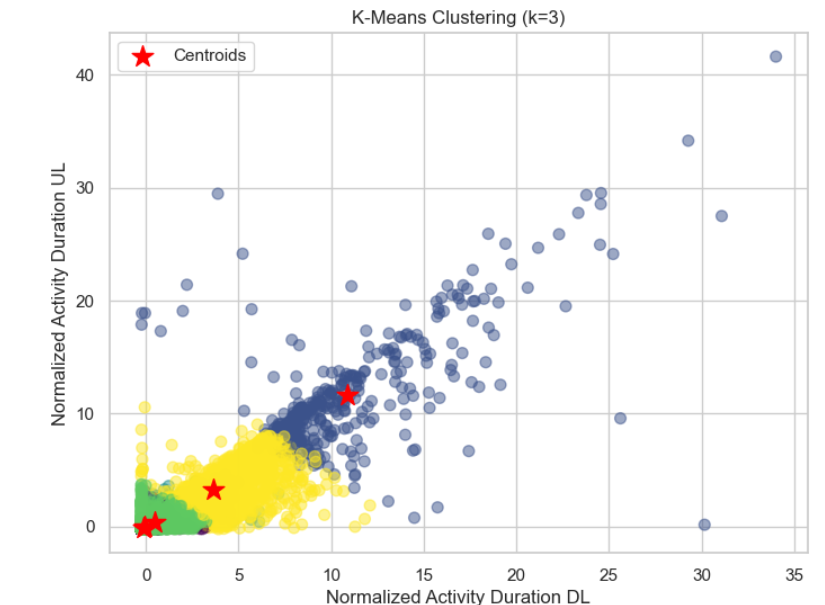 K-Means Clustering (k=3)
Centroids
40
30
20
10
0
Normalized Activity Duration UL
0 5 10 15 20 25 30 35
Normalized Activity Duration DL